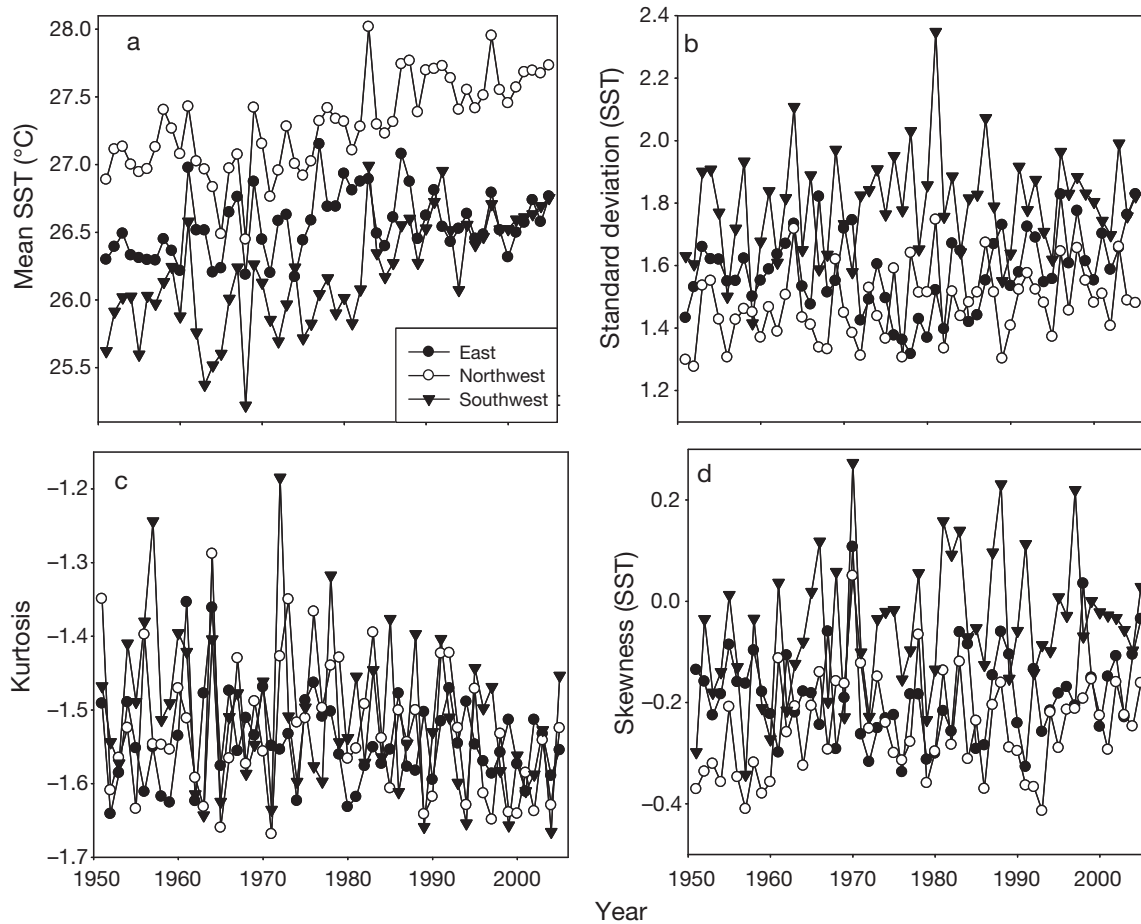 a
28.0
27.5
27.0
26.5
26.0
25.5
Mean SST (°C)
East
Northwest
Southwest :
b
2.4
2.2
2.0
1.8
1.6
1.4
1.2
Standard deviation (SST)
c
−1.2
−1.3
−1.4
−1.5
−1.6
−1.7
Kurtosis
1950 1960 1970 1980 1990 2000
d
0.2
0.0
−0.2
−0.4
Skewness (SST)
1950 1960 1970 1980 1990 2000
Year